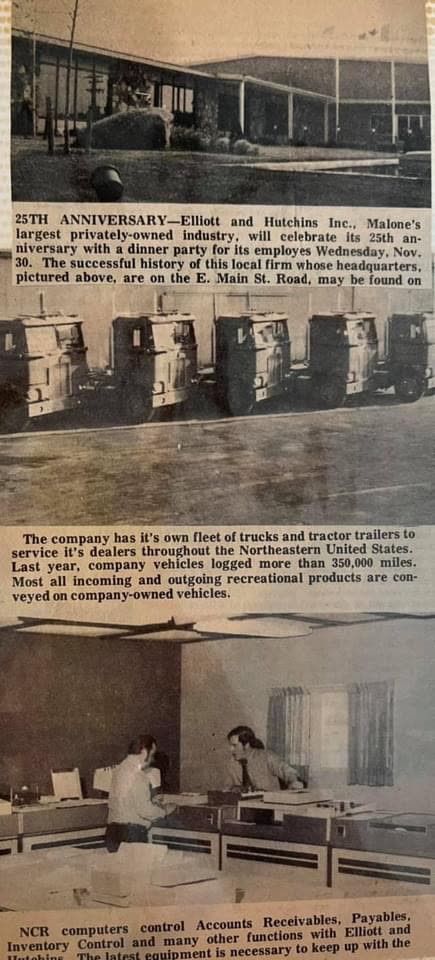 25TH ANNIVERSARY—Elliott and Hutchins Inc., Malone's
largest privately-owned industry, will celebrate its 25th an-
niversary with a dinner party for its employes Wednesday, Nov.
30. The successful history of this local firm whose headquarters,
pictured above, are on the E. Main St. Road, may be found on
The company has it's own fleet of trucks and tractor trailers to
service it's dealers throughout the Northeastern United States.
Last year, company vehicles logged more than 350,000 miles.
Most all incoming and outgoing recreational products are con-
veyed on company-owned vehicles.
NCR computers control Accounts Receivables, Payables,
Inventory Control and many other functions with Elliott and
Hutchins. The latest equipment is necessary to keep up with the